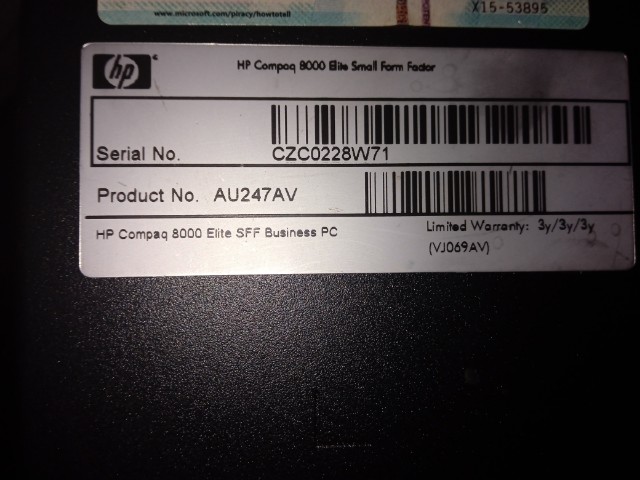 www.microsoft.com/piracy/howtotell
X15-53895
hp
HP Compaq 8000 Elite Small Form Factor
Serial No.
CZC0228W71
Product No. AU247AV
HP Compaq 8000 Elite SFF Business PC
Limited Warranty: 3y/3y/3y
(VJ069AV)